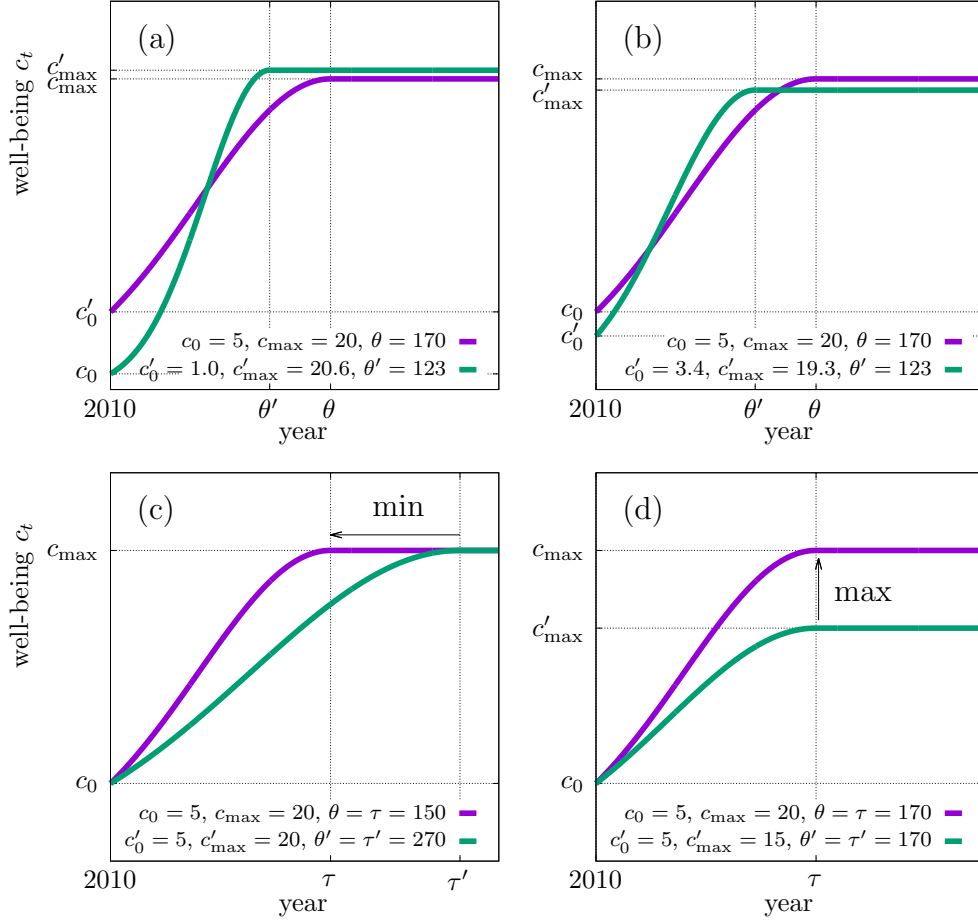 (a)
well-being c_t
c′_max
c_max
c′_0
c_0
c_0 = 5, c_max = 20, θ = 170
c′_0 = 1.0, c′_max = 20.6, θ′ = 123
2010
θ′
θ
year
(b)
c_max
c′_max
c_0
c′_0
c_0 = 5, c_max = 20, θ = 170
c′_0 = 3.4, c′_max = 19.3, θ′ = 123
2010
θ′
θ
year
(c)
min
well-being c_t
c_max
c_0
c_0 = 5, c_max = 20, θ = τ = 150
c′_0 = 5, c′_max = 20, θ′ = τ′ = 270
2010
τ
τ′
year
(d)
c_max
max
c′_max
c_0
c_0 = 5, c_max = 20, θ = τ = 170
c′_0 = 5, c′_max = 15, θ′ = τ′ = 170
2010
τ
year